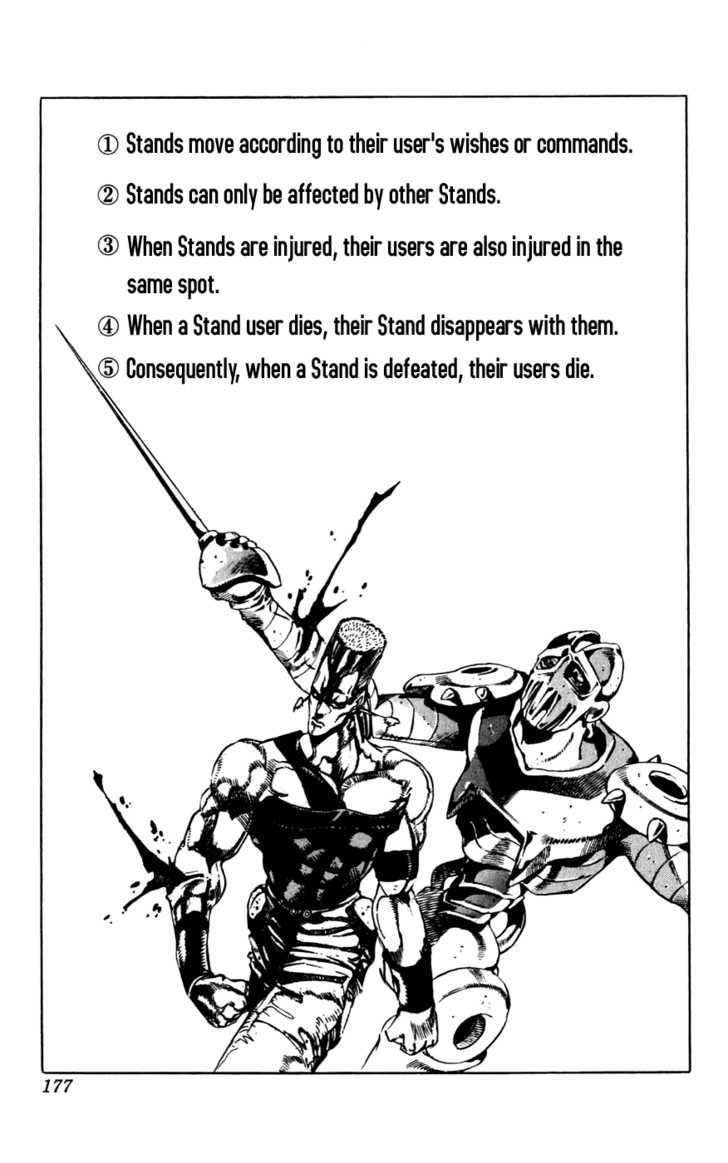 ① Stands move according to their user's wishes or commands.
② Stands can only be affected by other Stands.
③ When Stands are injured, their users are also injured in the
same spot.
④ When a Stand user dies, their Stand disappears with them.
⑤ Consequently, when a Stand is defeated, their users die.
177